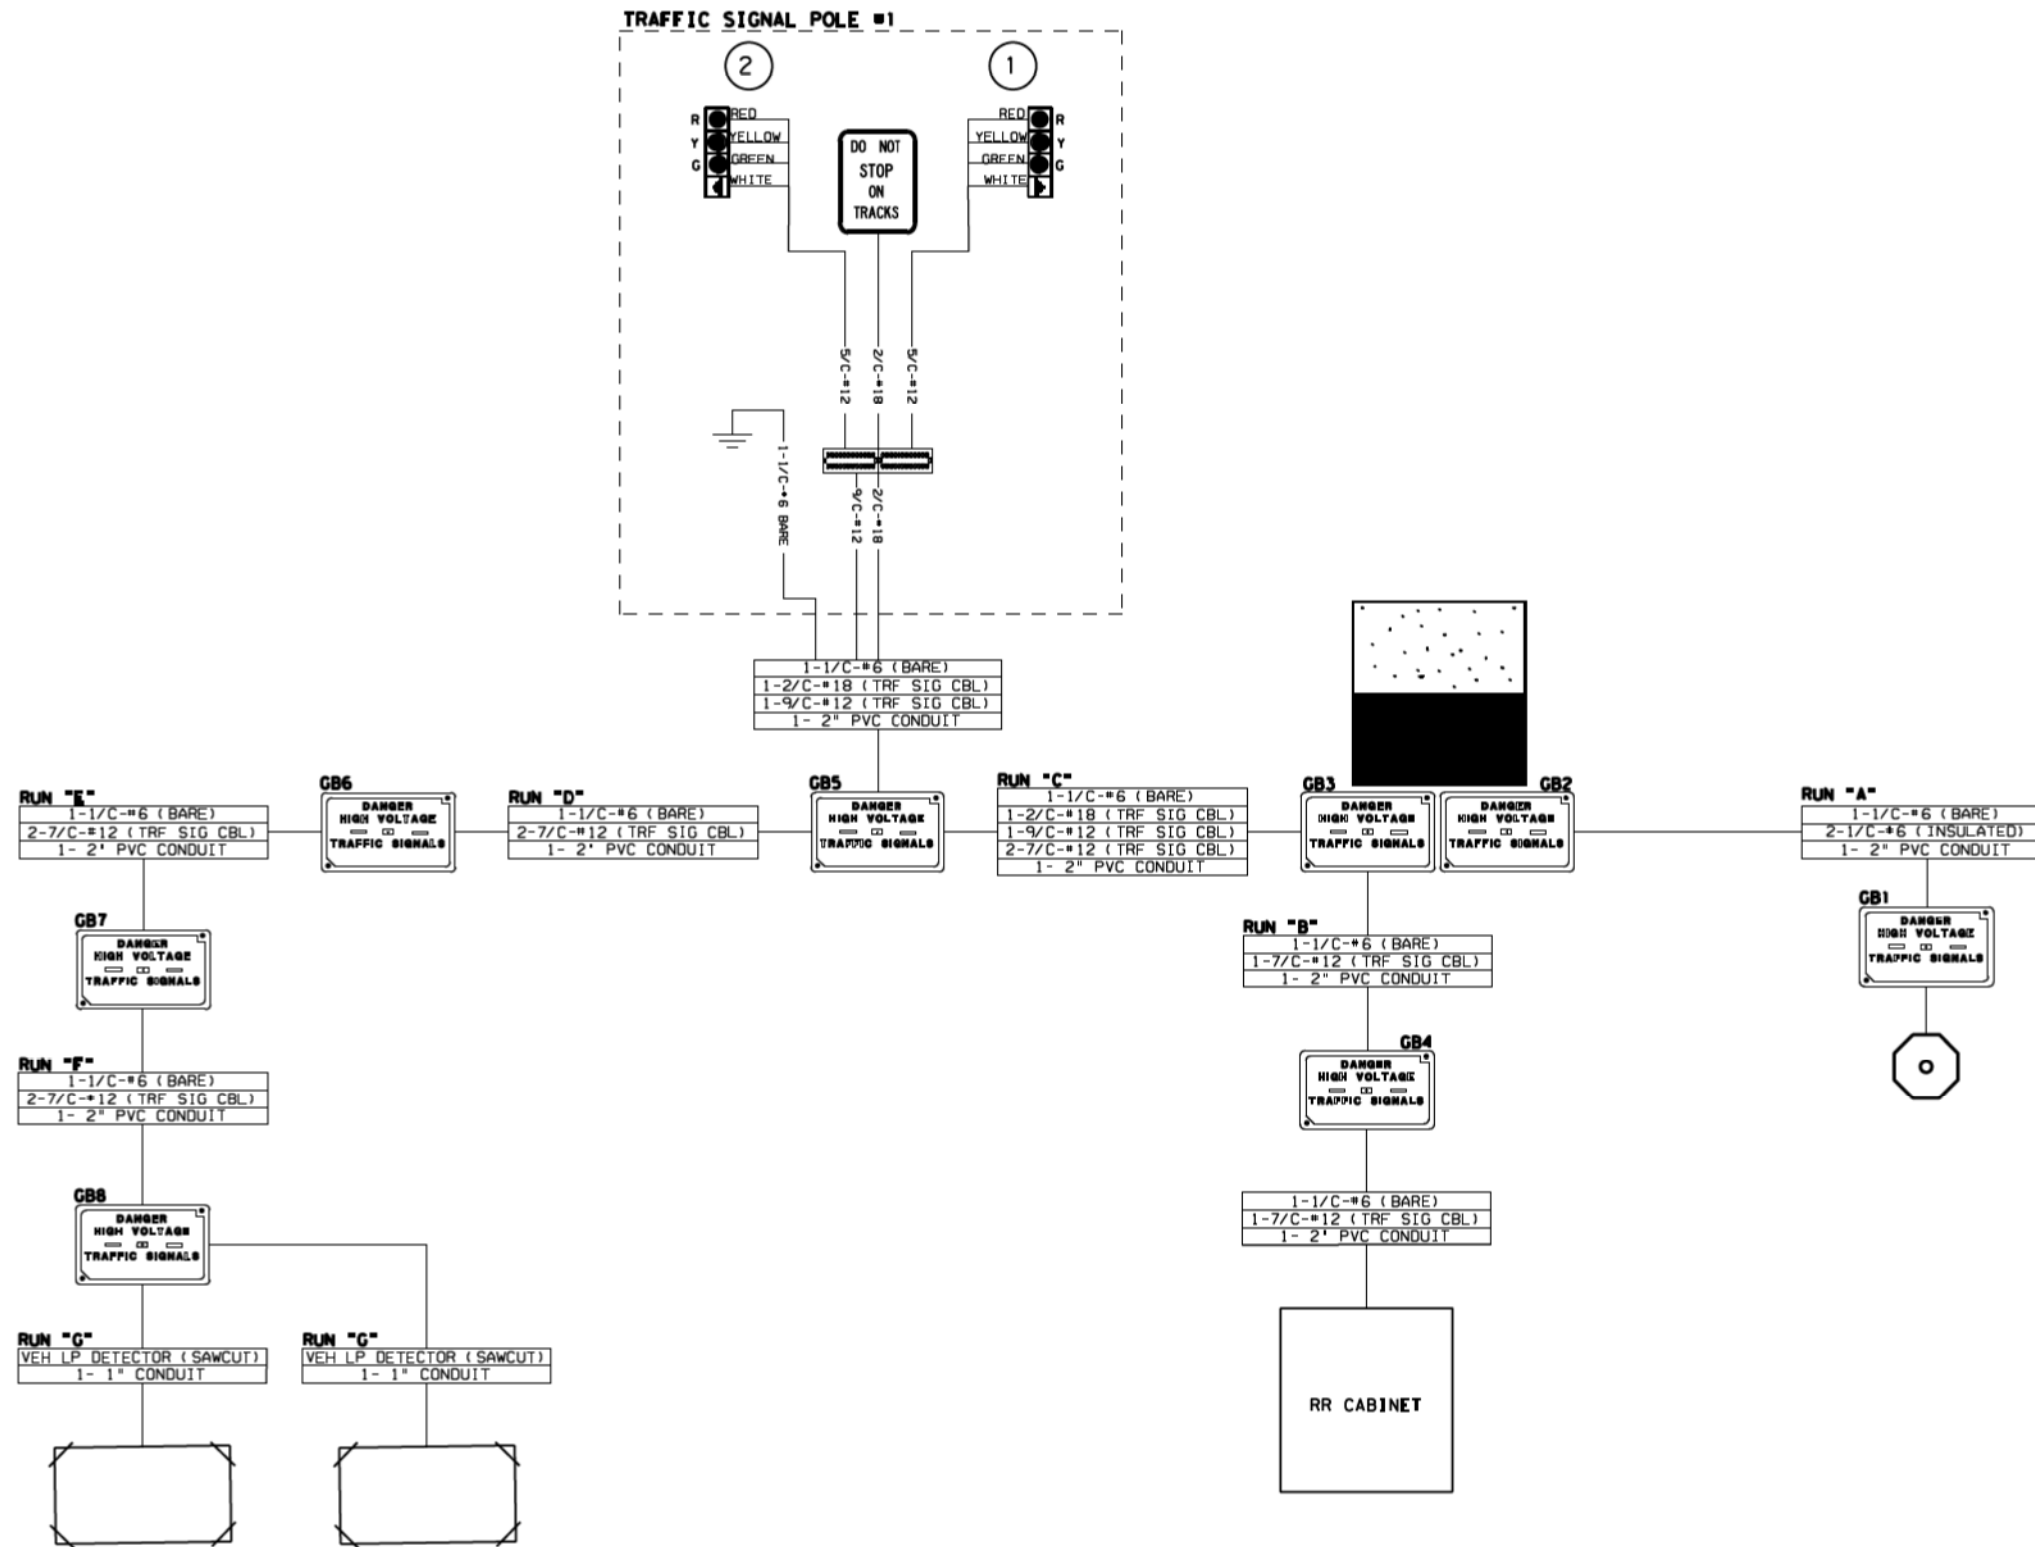 TRAFFIC SIGNAL POLE #1
2
1
R
RED
Y
YELLOW
G
GREEN
WHITE
RED
R
YELLOW
Y
GREEN
G
WHITE
DO NOT
STOP
ON
TRACKS
5/C-#12
2/C-#18
5/C-#12
1-1/C-#6 BARE
9/C-#12
2/C-#18
1-1/C-#6 (BARE)
1-2/C-#18 (TRF SIG CBL)
1-9/C-#12 (TRF SIG CBL)
1- 2" PVC CONDUIT
RUN "E"
1-1/C-#6 (BARE)
2-7/C-#12 (TRF SIG CBL)
1- 2" PVC CONDUIT
GB6
DANGER
HIGH VOLTAGE
TRAFFIC SIGNALS
RUN "D"
1-1/C-#6 (BARE)
2-7/C-#12 (TRF SIG CBL)
1- 2" PVC CONDUIT
GB5
DANGER
HIGH VOLTAGE
TRAFFIC SIGNALS
RUN "C"
1-1/C-#6 (BARE)
1-2/C-#18 (TRF SIG CBL)
1-9/C-#12 (TRF SIG CBL)
2-7/C-#12 (TRF SIG CBL)
1- 2" PVC CONDUIT
GB3
DANGER
HIGH VOLTAGE
TRAFFIC SIGNALS
GB2
DANGER
HIGH VOLTAGE
TRAFFIC SIGNALS
RUN "A"
1-1/C-#6 (BARE)
2-1/C-#6 (INSULATED)
1- 2" PVC CONDUIT
GB1
DANGER
HIGH VOLTAGE
TRAFFIC SIGNALS
GB7
DANGER
HIGH VOLTAGE
TRAFFIC SIGNALS
RUN "B"
1-1/C-#6 (BARE)
1-7/C-#12 (TRF SIG CBL)
1- 2" PVC CONDUIT
GB4
DANGER
HIGH VOLTAGE
TRAFFIC SIGNALS
RUN "F"
1-1/C-#6 (BARE)
2-7/C-#12 (TRF SIG CBL)
1- 2" PVC CONDUIT
GB8
DANGER
HIGH VOLTAGE
TRAFFIC SIGNALS
1-1/C-#6 (BARE)
1-7/C-#12 (TRF SIG CBL)
1- 2" PVC CONDUIT
RUN "G"
VEH LP DETECTOR (SAWCUT)
1- 1" CONDUIT
RUN "G"
VEH LP DETECTOR (SAWCUT)
1- 1" CONDUIT
RR CABINET